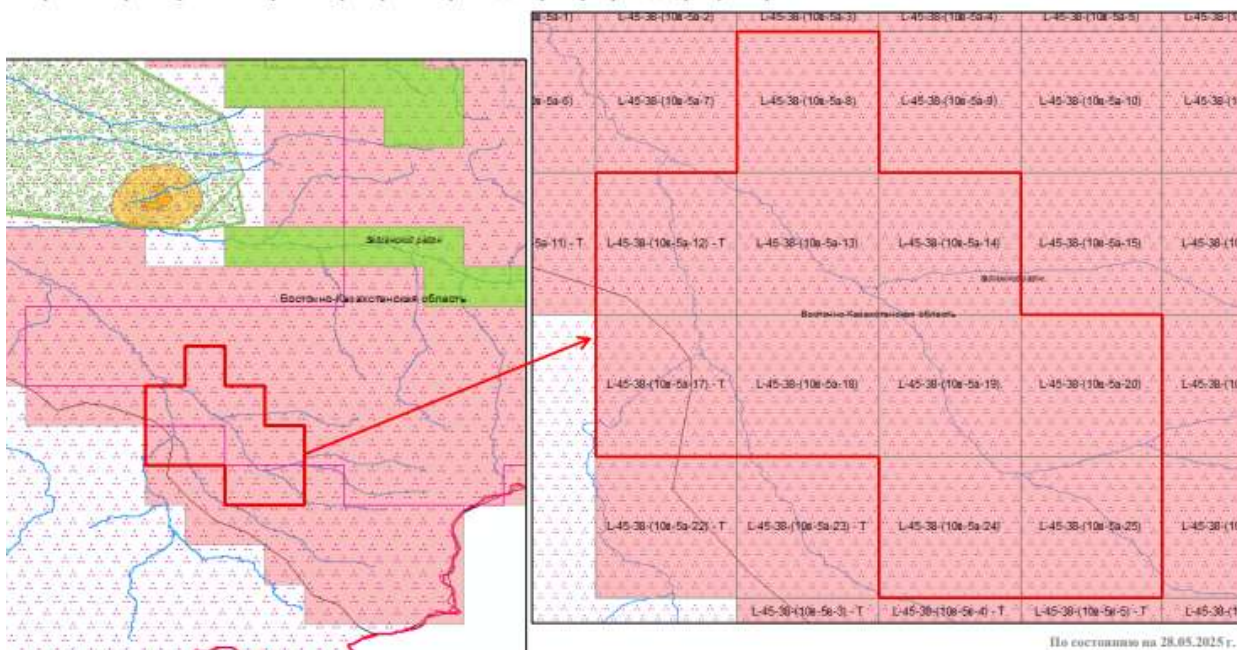 Зайсанский район
Восточно-Казахстанская область
L-45-38-(10в-5а-2) L-45-38-(10в-5а-3) L-45-38-(10в-5а-4) L-45-38-(10в-5а-5)
L-45-38-(10в-5а-7) L-45-38-(10в-5а-8) L-45-38-(10в-5а-9) L-45-38-(10в-5а-10)
5а-11) - Т L-45-38-(10в-5а-12) - Т L-45-38-(10в-5а-13) L-45-38-(10в-5а-14) L-45-38-(10в-5а-15)
Зайсанский район
Восточно-Казахстанская область
L-45-38-(10в-5а-17) - Т L-45-38-(10в-5а-18) L-45-38-(10в-5а-19) L-45-38-(10в-5а-20)
L-45-38-(10в-5а-22) - Т L-45-38-(10в-5а-23) - Т L-45-38-(10в-5а-24) L-45-38-(10в-5а-25)
L-45-38-(10в-5в-3) - Т L-45-38-(10в-5в-4) - Т L-45-38-(10в-5в-5) - Т
По состоянию на 28.05.2025 г.